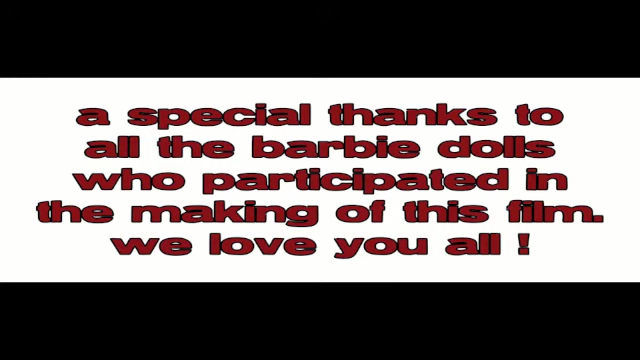 a special thanks to
all the barbie dolls
who participated in
the making of this film.
we love you all !